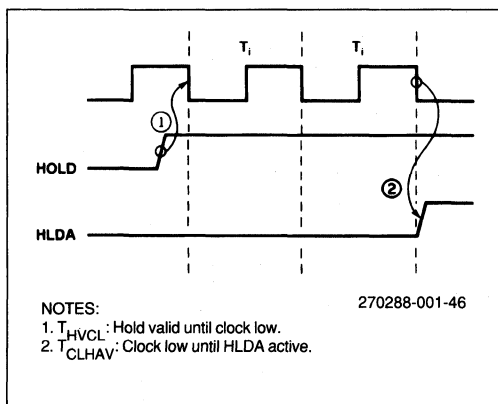 T_i T_i
①
HOLD
②
HLDA
NOTES: 270288-001-46
1. T_HVCL: Hold valid until clock low.
2. T_CLHAV: Clock low until HLDA active.